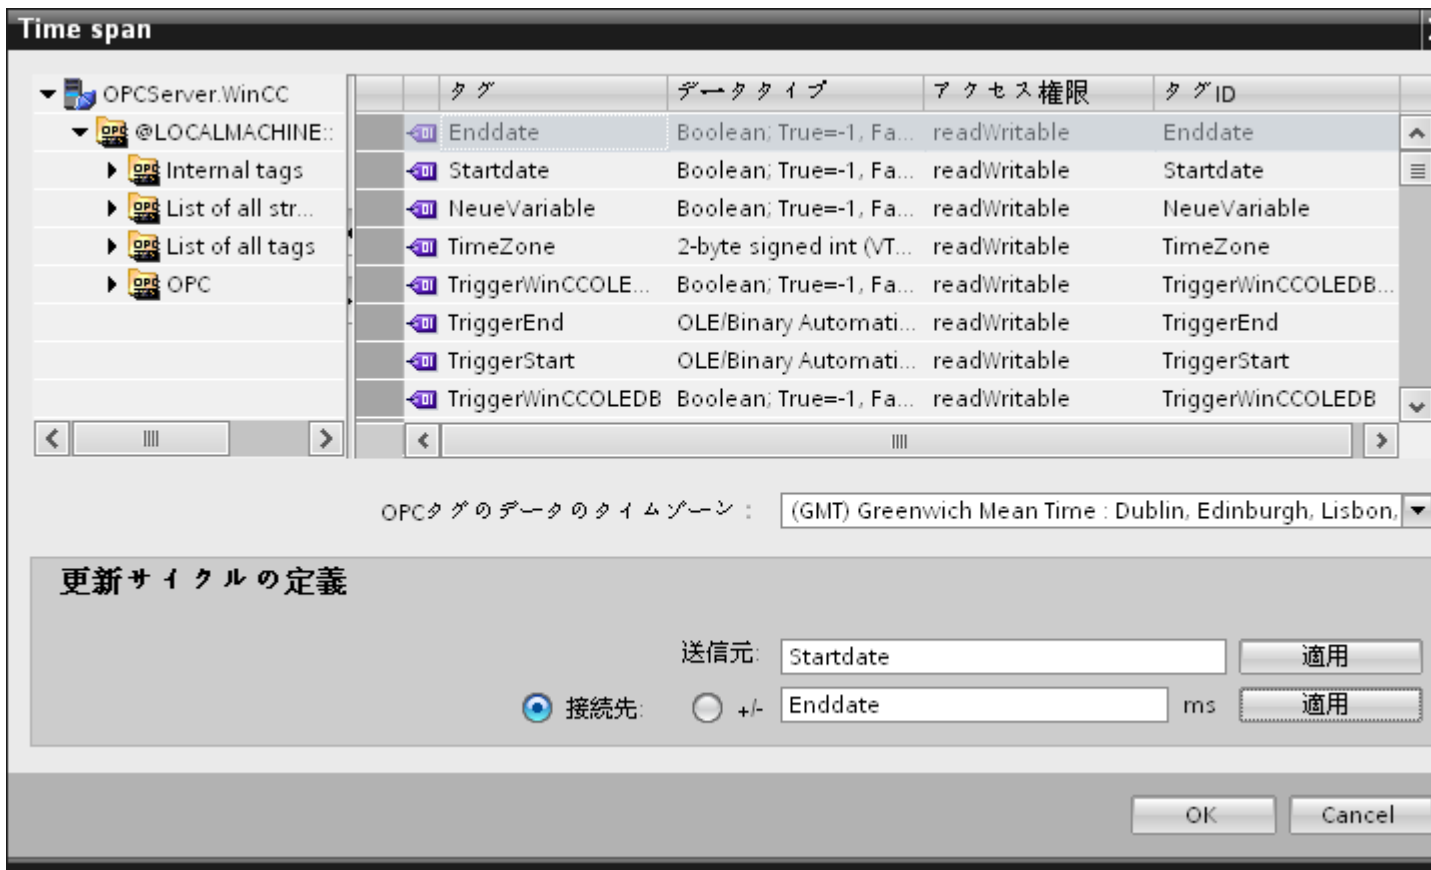 Time span
OPCServer.WinCC
@LOCALMACHINE::
Internal tags
List of all str...
List of all tags
OPC
タグ データタイプ アクセス権限 タグID
Enddate Boolean; True=-1, Fa... readWritable Enddate
Startdate Boolean; True=-1, Fa... readWritable Startdate
NeueVariable Boolean; True=-1, Fa... readWritable NeueVariable
TimeZone 2-byte signed int (VT... readWritable TimeZone
TriggerWinCCOLE... Boolean; True=-1, Fa... readWritable TriggerWinCCOLEDB...
TriggerEnd OLE/Binary Automati... readWritable TriggerEnd
TriggerStart OLE/Binary Automati... readWritable TriggerStart
TriggerWinCCOLEDB Boolean; True=-1, Fa... readWritable TriggerWinCCOLEDB
OPCタグのデータのタイムゾーン： (GMT) Greenwich Mean Time : Dublin, Edinburgh, Lisbon,
更新サイクルの定義
送信元: Startdate 適用
接続先: +/- Enddate ms 適用
OK Cancel